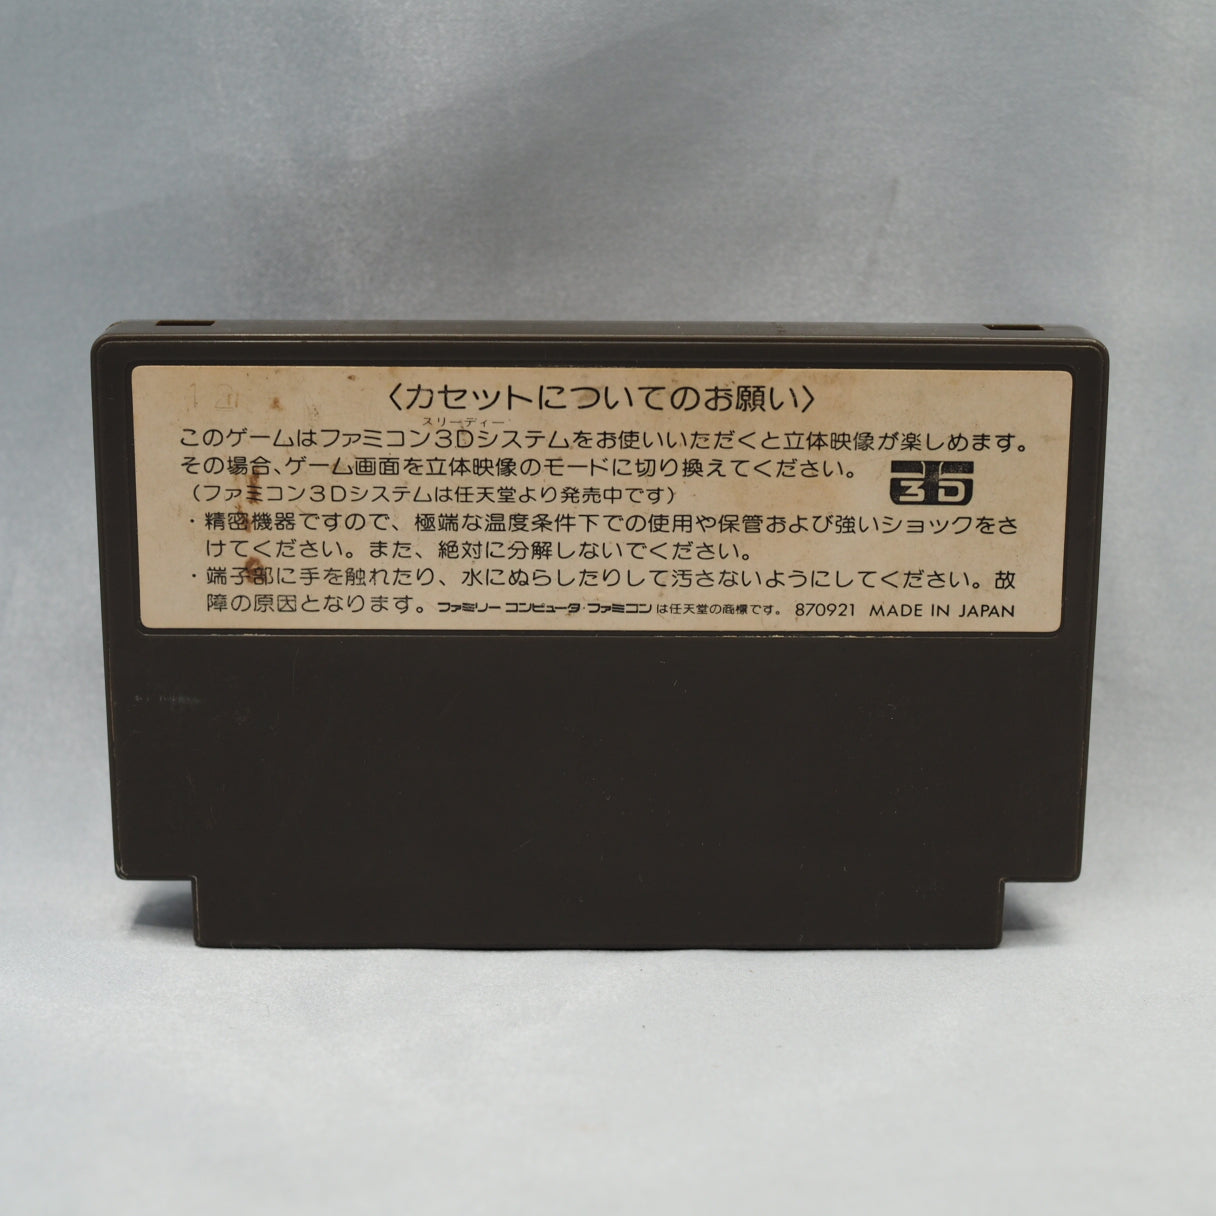 〈カセットについてのお願い〉
スリーディー
このゲームはファミコン3Dシステムをお使いいただくと立体映像が楽しめます。
その場合、ゲーム画面を立体映像のモードに切り換えてください。
3D
（ファミコン3Dシステムは任天堂より発売中です）
・精密機器ですので、極端な温度条件下での使用や保管および強いショックをさ
けてください。また、絶対に分解しないでください。
・端子部に手を触れたり、水にぬらしたりして汚さないようにしてください。故
障の原因となります。ファミリーコンピュータ・ファミコンは任天堂の商標です。 870921 MADE IN JAPAN